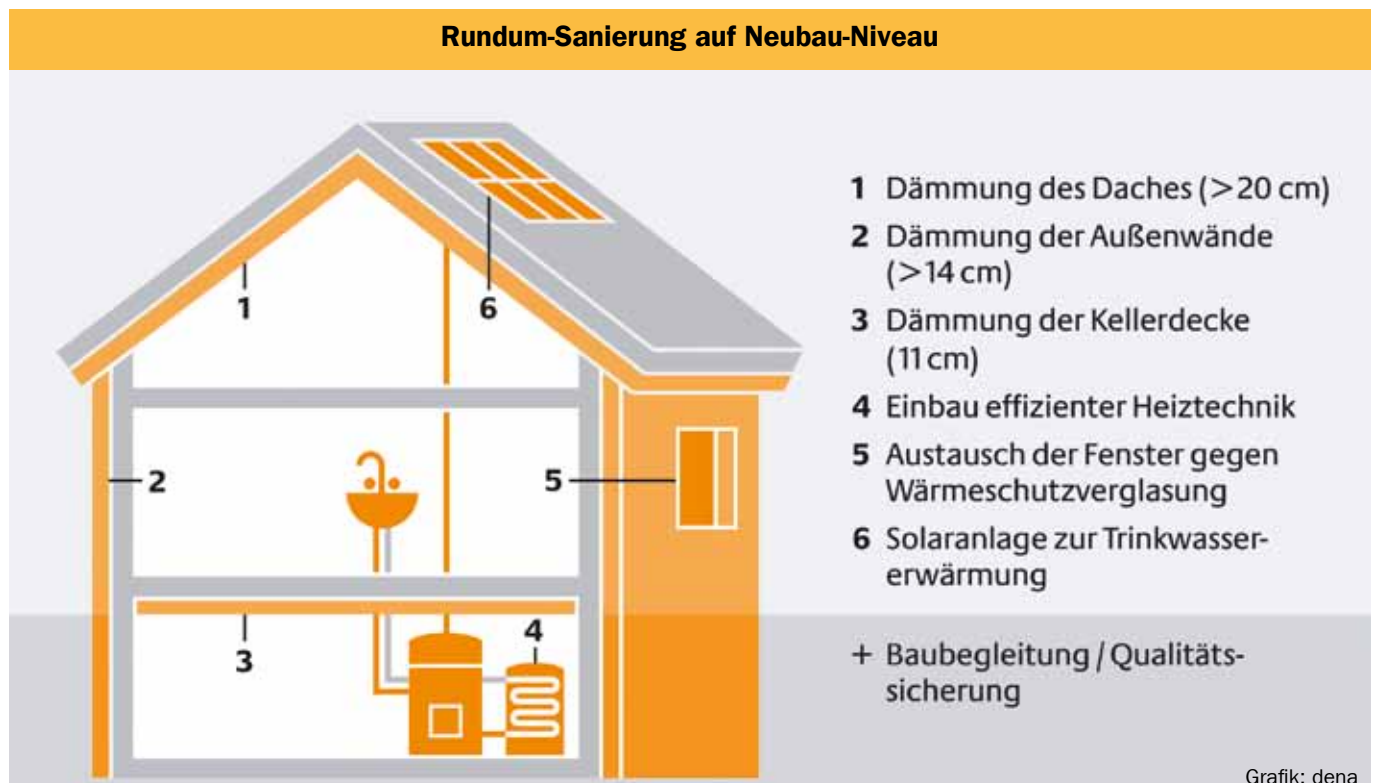 Rundum-Sanierung auf Neubau-Niveau
1 Dämmung des Daches (>20 cm)
2 Dämmung der Außenwände
(>14 cm)
3 Dämmung der Kellerdecke
(11 cm)
4 Einbau effizienter Heiztechnik
5 Austausch der Fenster gegen
Wärmeschutzverglasung
6 Solaranlage zur Trinkwasser-
erwärmung
+ Baubegleitung / Qualitäts-
sicherung
1
6
2
5
3
4
Grafik: dena